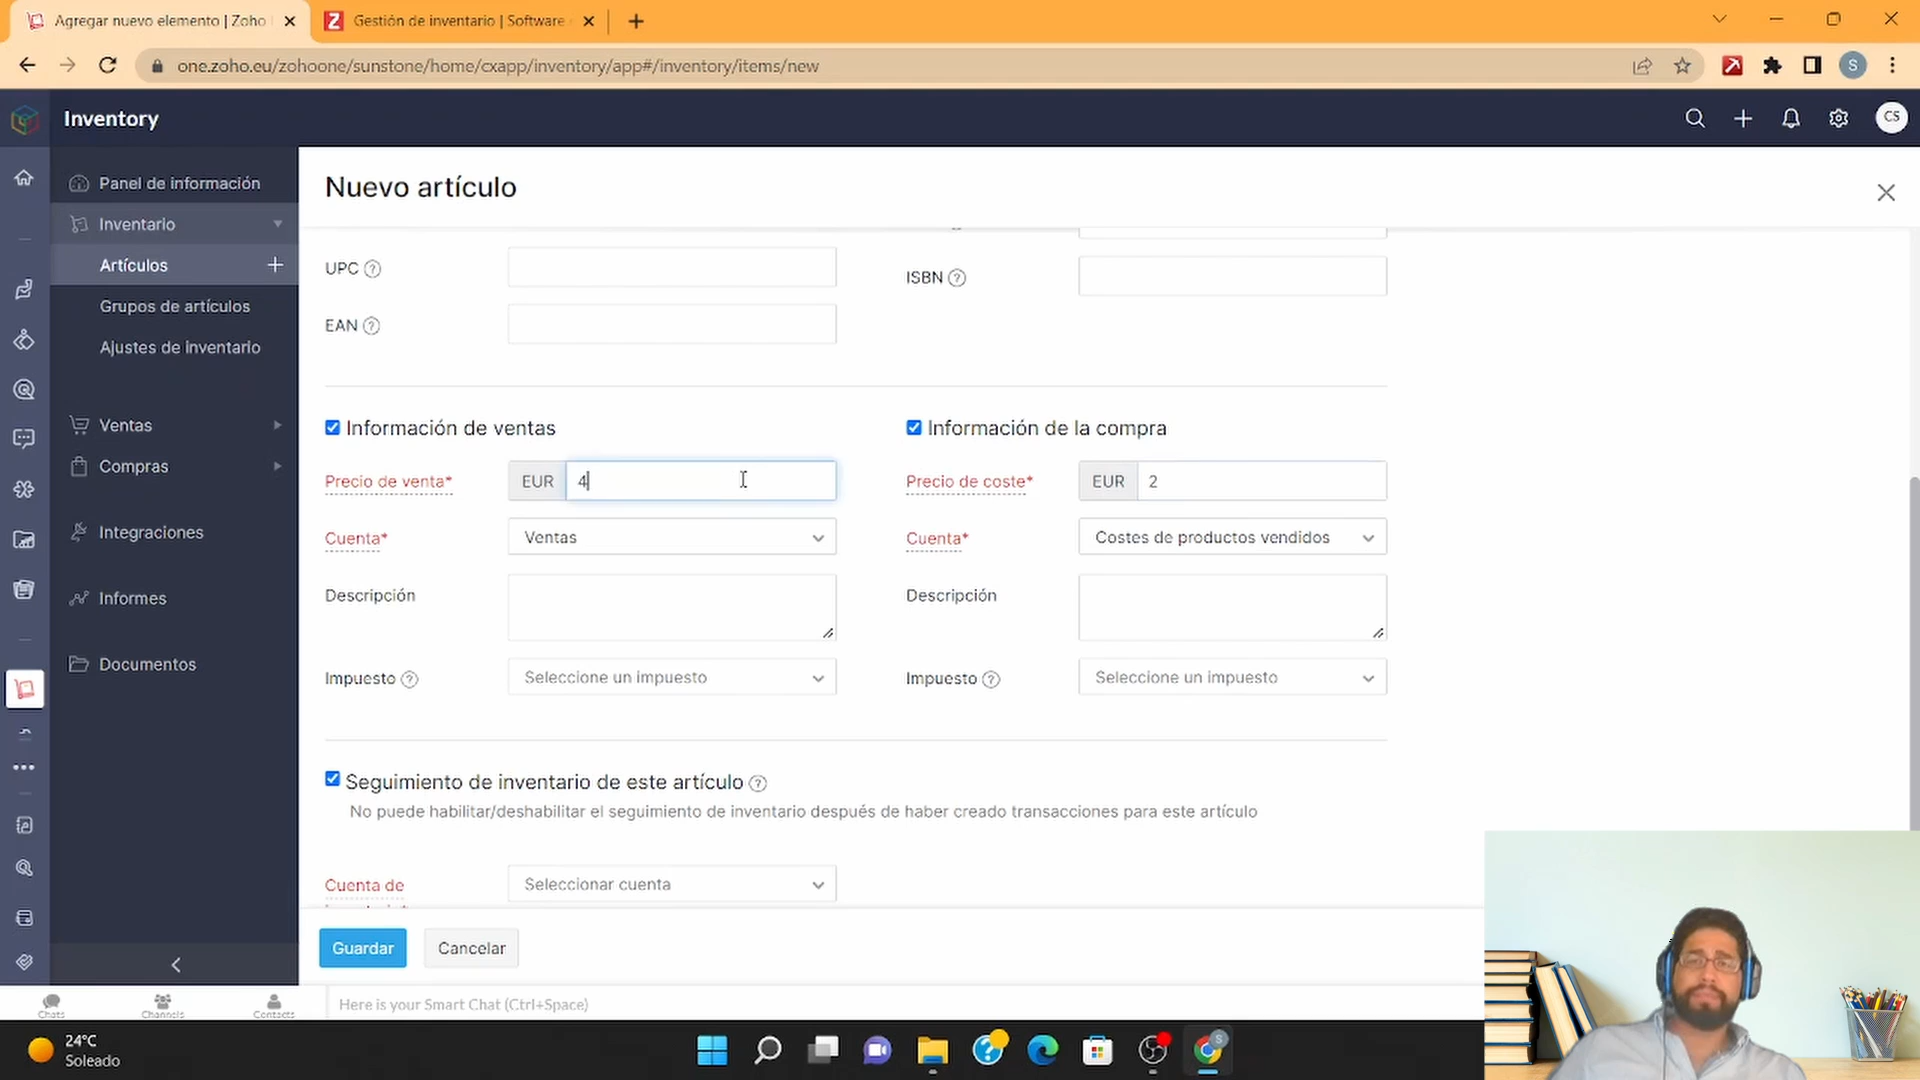 Agregar nuevo elemento | Zoho
Gestión de inventario | Software
one.zoho.eu/zohoone/sunstone/home/cxapp/inventory/app#/inventory/items/new
S
Inventory
CS
Panel de información
Inventario
Artículos
Grupos de artículos
Ajustes de inventario
Ventas
Compras
Integraciones
Informes
Documentos
Nuevo artículo
UPC
ISBN
EAN
Información de ventas
Información de la compra
Precio de venta*
EUR
4
Precio de coste*
EUR
2
Cuenta*
Ventas
Cuenta*
Costes de productos vendidos
Descripción
Descripción
Impuesto
Seleccione un impuesto
Impuesto
Seleccione un impuesto
Seguimiento de inventario de este artículo
No puede habilitar/deshabilitar el seguimiento de inventario después de haber creado transacciones para este artículo
Cuenta de
Seleccionar cuenta
Guardar
Cancelar
Chats
Channels
Contacts
Here is your Smart Chat (Ctrl+Space)
24°C
Soleado